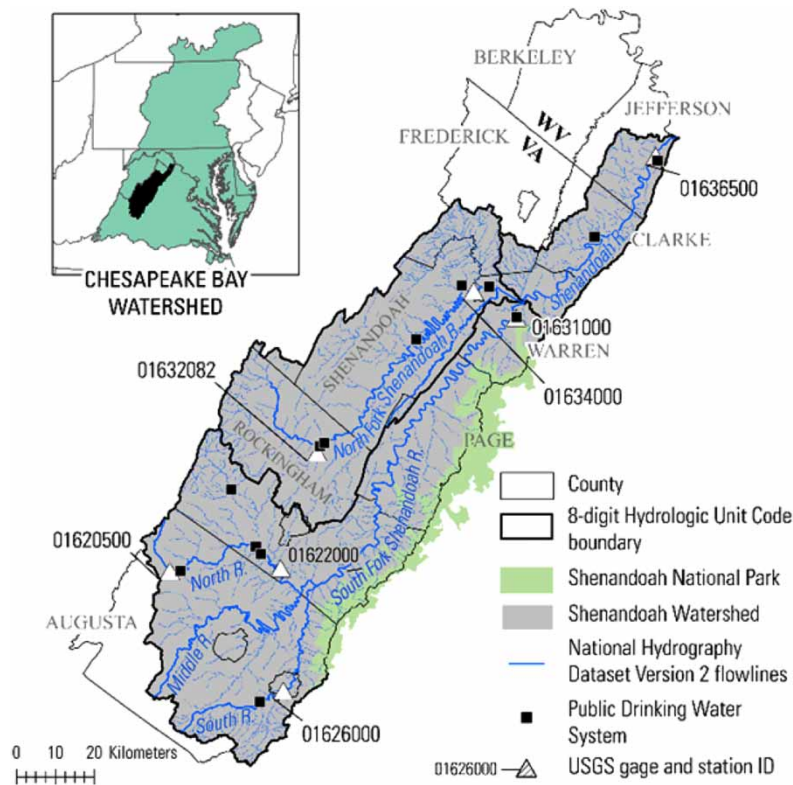 CHESAPEAKE BAY
WATERSHED
BERKELEY
JEFFERSON
FREDERICK
WV
VA
01636500
CLARKE
Shenandoah R.
SHENANDOAH
01631000
WARREN
01632082
North Fork Shenandoah R.
01634000
ROCKINGHAM
PAGE
South Fork Shenandoah R.
01620500
01622000
North R.
AUGUSTA
Middle R.
South R.
01626000
County
8-digit Hydrologic Unit Code
boundary
Shenandoah National Park
Shenandoah Watershed
National Hydrography
Dataset Version 2 flowlines
Public Drinking Water
System
01626000
USGS gage and station ID
0 10 20 Kilometers